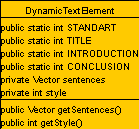 DynamicTextElement
public static int STANDART
public static int TITLE
public static int INTRODUCTION
public static int CONCLUSION
private Vector sentences
private int style
public Vector getSentences()
public int getStyle()